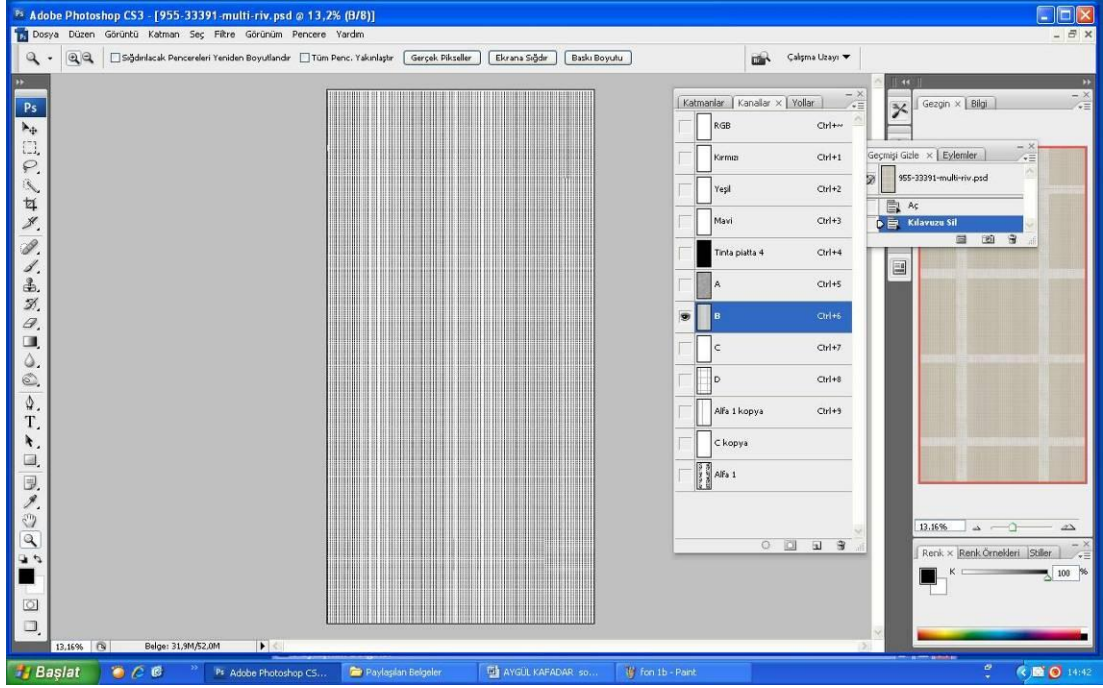 Adobe Photoshop CS3 - [955-33391-multi-riv.psd @ 13,2% (B/8)]
Dosya Düzen Görüntü Katman Seç Filtre Görünüm Pencere Yardım
Sığdırılacak Pencereleri Yeniden Boyutlandır Tüm Penc. Yakınlaştır Gerçek Pikseller Ekrana Sığdır Baskı Boyutu Çalışma Uzayı
Ps
Katmanlar Kanallar Yollar
RGB Ctrl+~
Kırmızı Ctrl+1
Yeşil Ctrl+2
Mavi Ctrl+3
Tinta piatta 4 Ctrl+4
A Ctrl+5
B Ctrl+6
C Ctrl+7
D Ctrl+8
Alfa 1 kopya Ctrl+9
C kopya
Alfa 1
Gezgin Bilgi
Geçmişi Gizle Eylemler
955-33391-multi-riv.psd
Aç
Kılavuzu Sil
13,16%
Renk Renk Örnekleri Stiller
K 100 %
13,16% Belge: 31,9M/52,0M
Başlat Adobe Photoshop CS... Paylaşılan Belgeler AYGÜL KAFADAR so... fon 1b - Paint 14:42